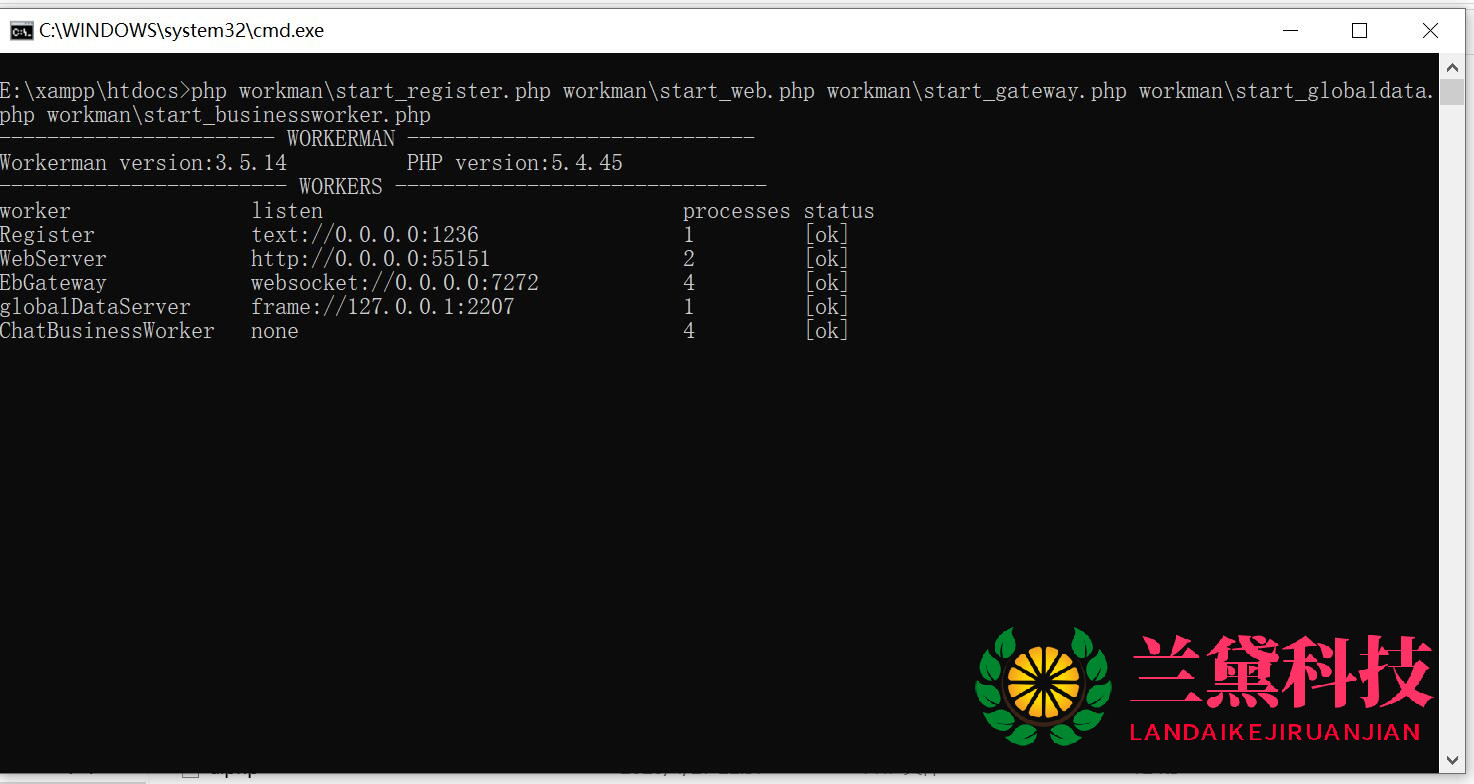 C:\WINDOWS\system32\cmd.exe
E:\xampp\htdocs>php workman\start_register.php workman\start_web.php workman\start_gateway.php workman\start_globaldata.
php workman\start_businessworker.php
----------------------- WORKERMAN -----------------------------
Workerman version:3.5.14          PHP version:5.4.45
------------------------ WORKERS -------------------------------
worker               listen                              processes status
Register             text://0.0.0.0:1236                 1         [ok]
WebServer            http://0.0.0.0:55151                2         [ok]
EbGateway            websocket://0.0.0.0:7272            4         [ok]
globalDataServer     frame://127.0.0.1:2207              1         [ok]
ChatBusinessWorker   none                                4         [ok]
兰黛科技
LANDAIKEJIRUANJIAN